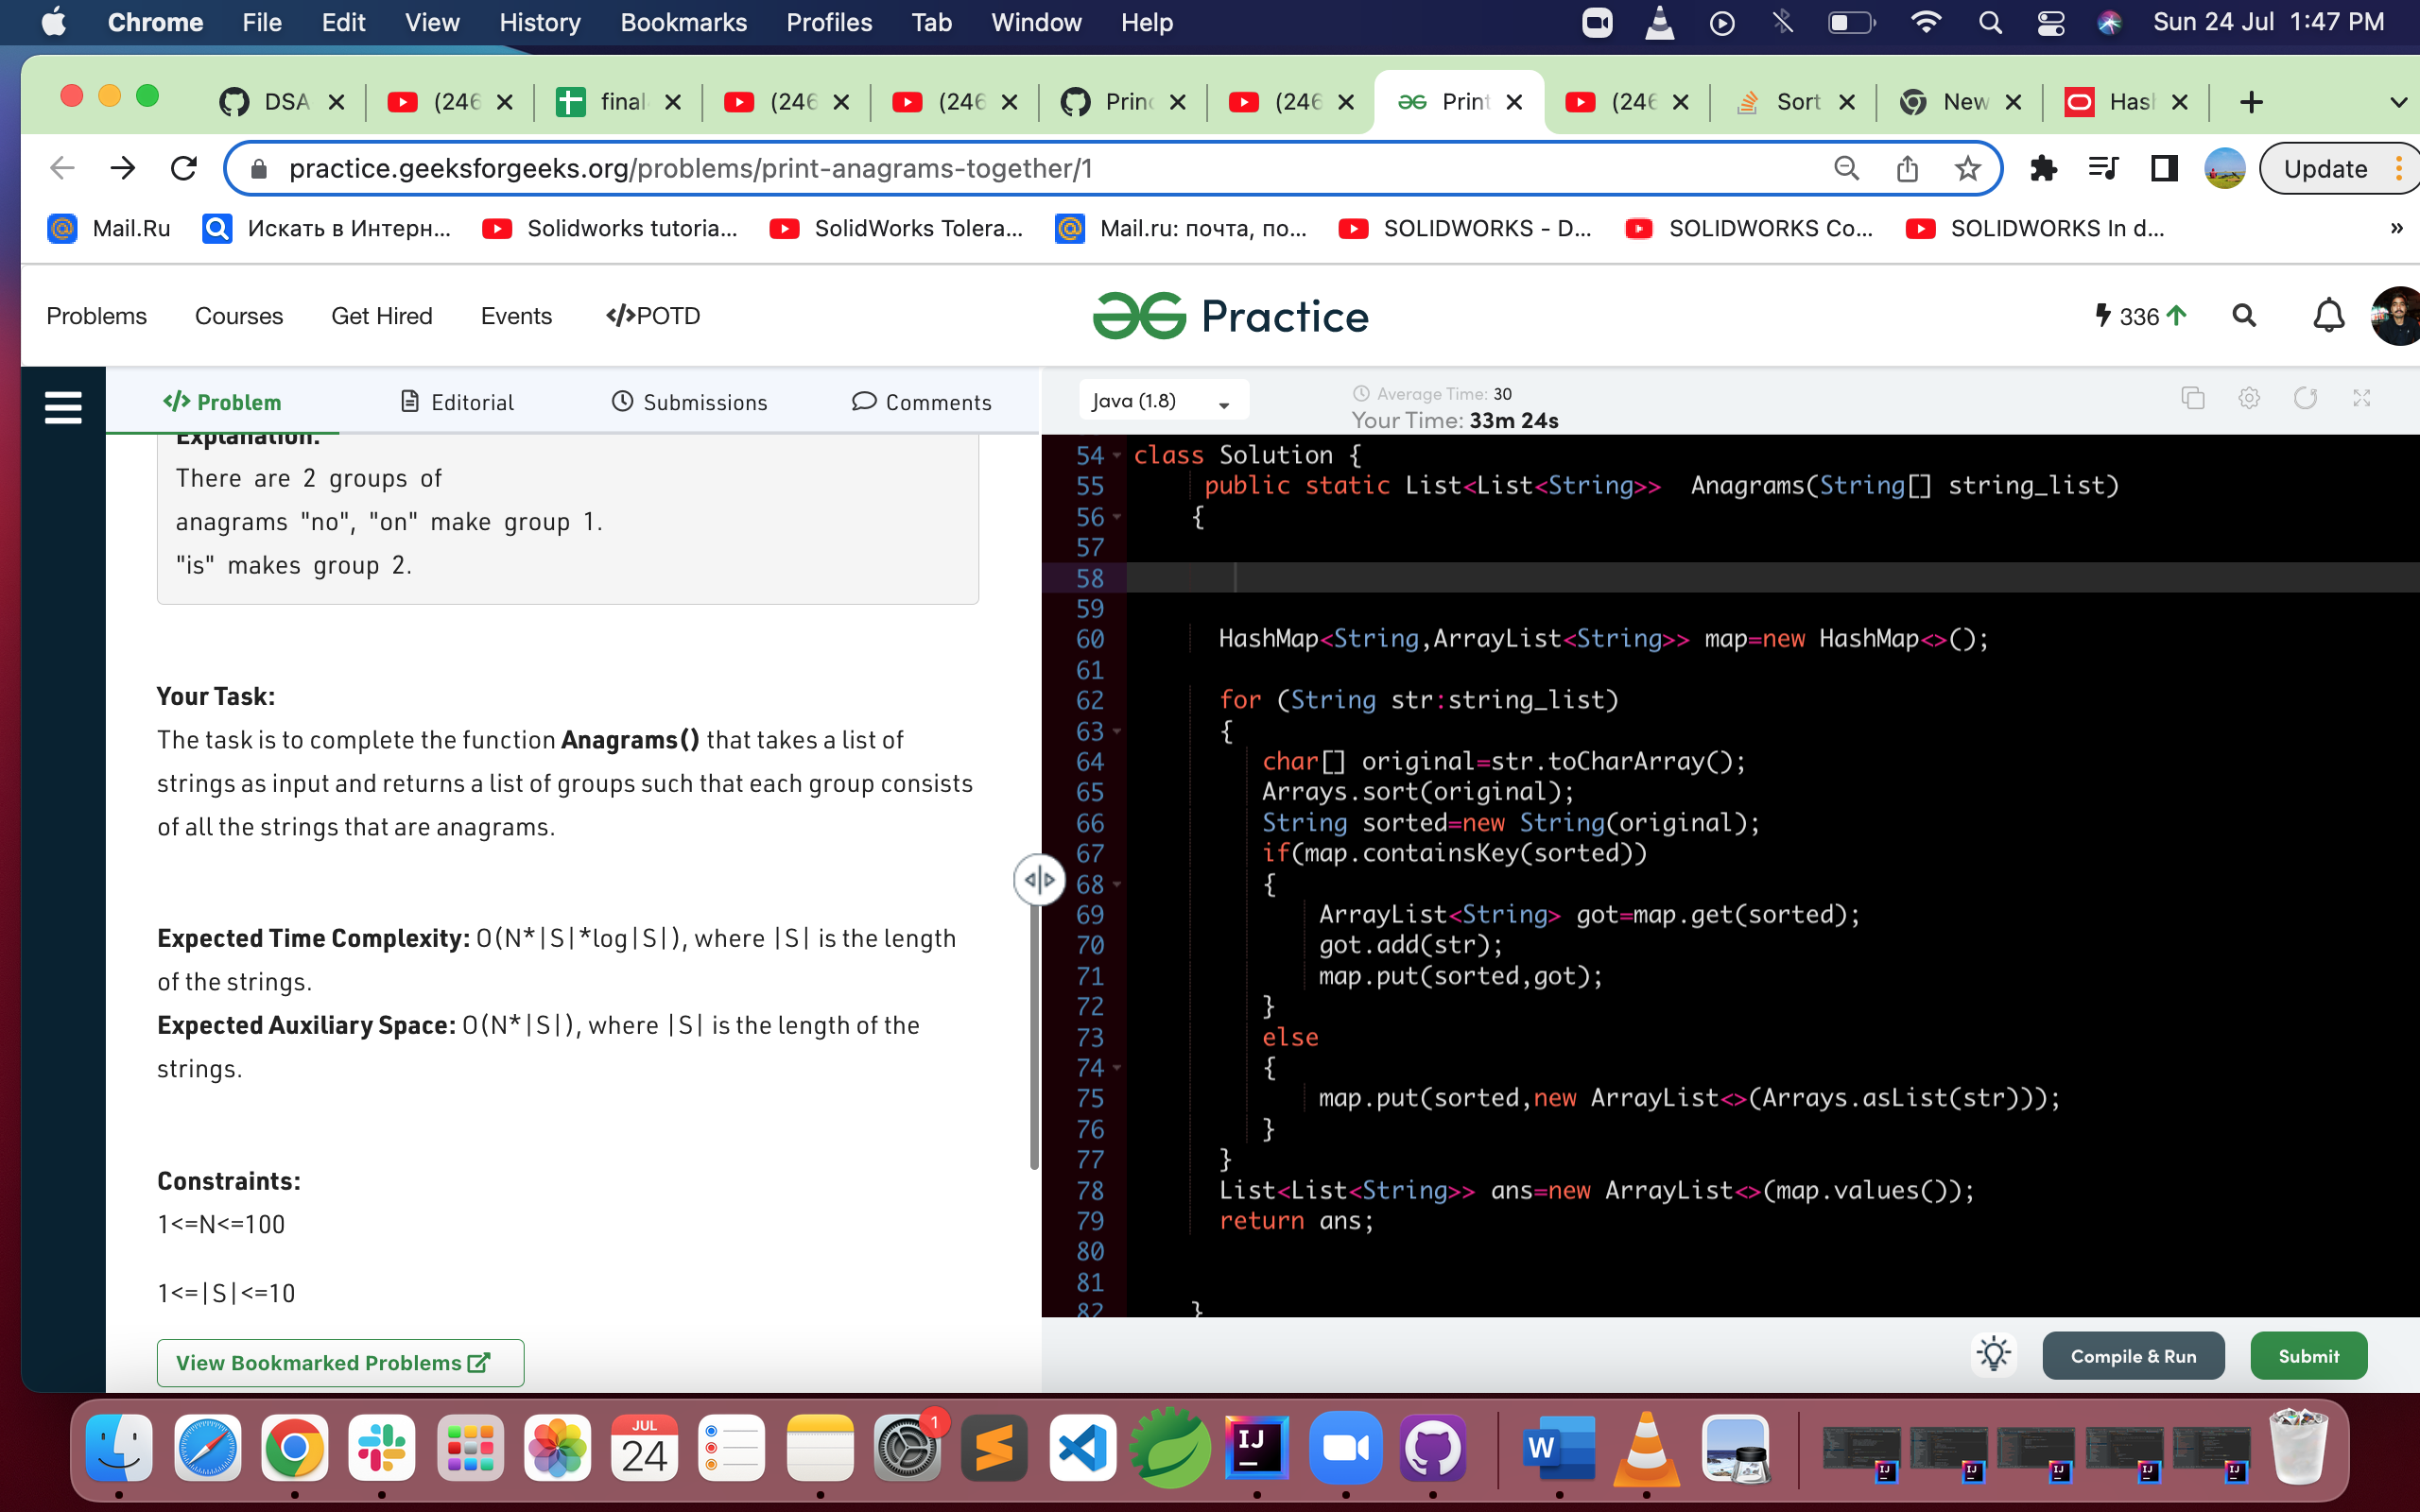 Chrome File Edit View History Bookmarks Profiles Tab Window Help Sun 24 Jul 1:47 PM
DSA (246 final (246 (246 Princ (246 Print (246 Sort New Has
practice.geeksforgeeks.org/problems/print-anagrams-together/1 Update
Mail.Ru Искать в Интерн... Solidworks tutoria... SolidWorks Tolera... Mail.ru: почта, по... SOLIDWORKS - D... SOLIDWORKS Co... SOLIDWORKS In d... »
Problems Courses Get Hired Events </>POTD Practice 336
</> Problem Editorial Submissions Comments
Explanation:
There are 2 groups of
anagrams "no", "on" make group 1.
"is" makes group 2.
Your Task:
The task is to complete the function Anagrams() that takes a list of
strings as input and returns a list of groups such that each group consists
of all the strings that are anagrams.
Expected Time Complexity: O(N*|S|*log|S|), where |S| is the length
of the strings.
Expected Auxiliary Space: O(N*|S|), where |S| is the length of the
strings.
Constraints:
1<=N<=100
1<=|S|<=10
View Bookmarked Problems
Java (1.8)
Average Time: 30
Your Time: 33m 24s
54 class Solution {
55 public static List<List<String>>  Anagrams(String[] string_list)
56 {
57
58
59
60 HashMap<String,ArrayList<String>> map=new HashMap<>();
61
62 for (String str:string_list)
63 {
64 char[] original=str.toCharArray();
65 Arrays.sort(original);
66 String sorted=new String(original);
67 if(map.containsKey(sorted))
68 {
69 ArrayList<String> got=map.get(sorted);
70 got.add(str);
71 map.put(sorted,got);
72 }
73 else
74 {
75 map.put(sorted,new ArrayList<>(Arrays.asList(str)));
76 }
77 }
78 List<List<String>> ans=new ArrayList<>(map.values());
79 return ans;
80
81
82 }
Compile & Run Submit
JUL
24
1
IJ
W
IJ IJ IJ IJ IJ